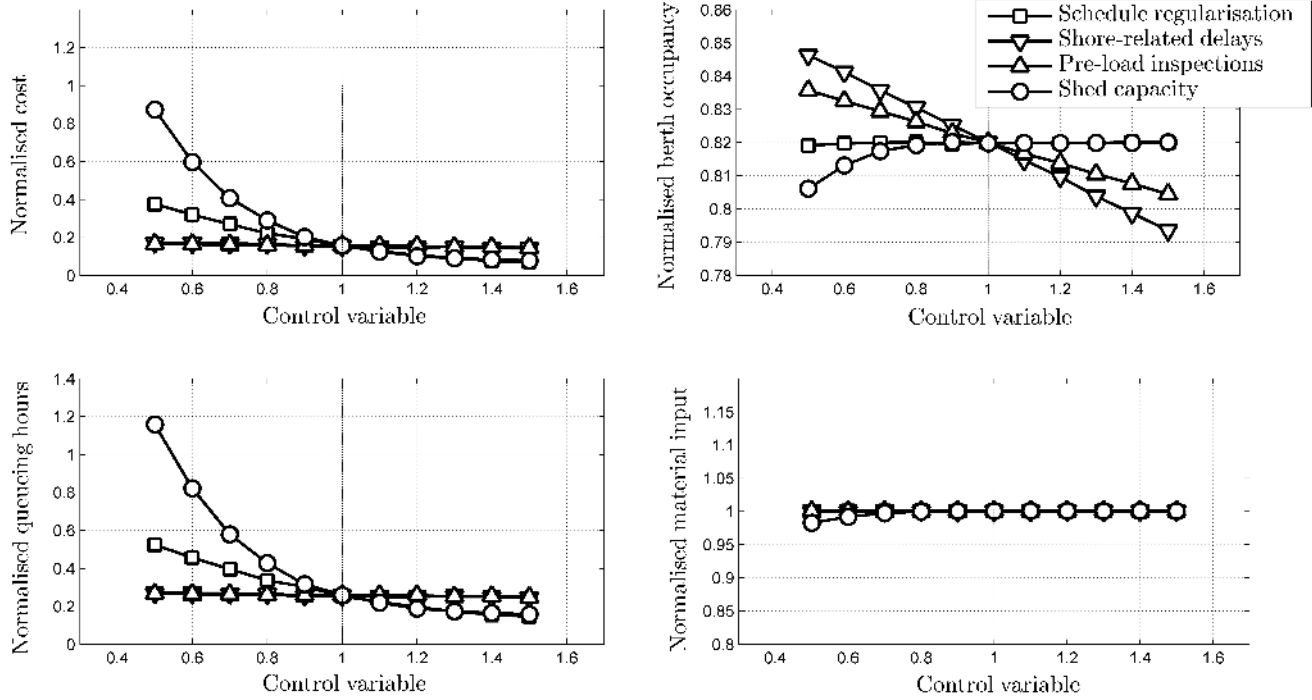 Normalised cost
1.2
1
0.8
0.6
0.4
0.2
0
0.4 0.6 0.8 1 1.2 1.4 1.6
Control variable
Normalised berth occupancy
0.86
0.85
0.84
0.83
0.82
0.81
0.8
0.79
0.78
0.4 0.6 0.8 1 1.2 1.4 1.6
Control variable
Schedule regularisation
Shore-related delays
Pre-load inspections
Shed capacity
Normalised queueing hours
1.4
1.2
1
0.8
0.6
0.4
0.2
0
0.4 0.6 0.8 1 1.2 1.4 1.6
Control variable
Normalised material input
1.15
1.1
1.05
1
0.95
0.9
0.85
0.8
0.4 0.6 0.8 1 1.2 1.4 1.6
Control variable